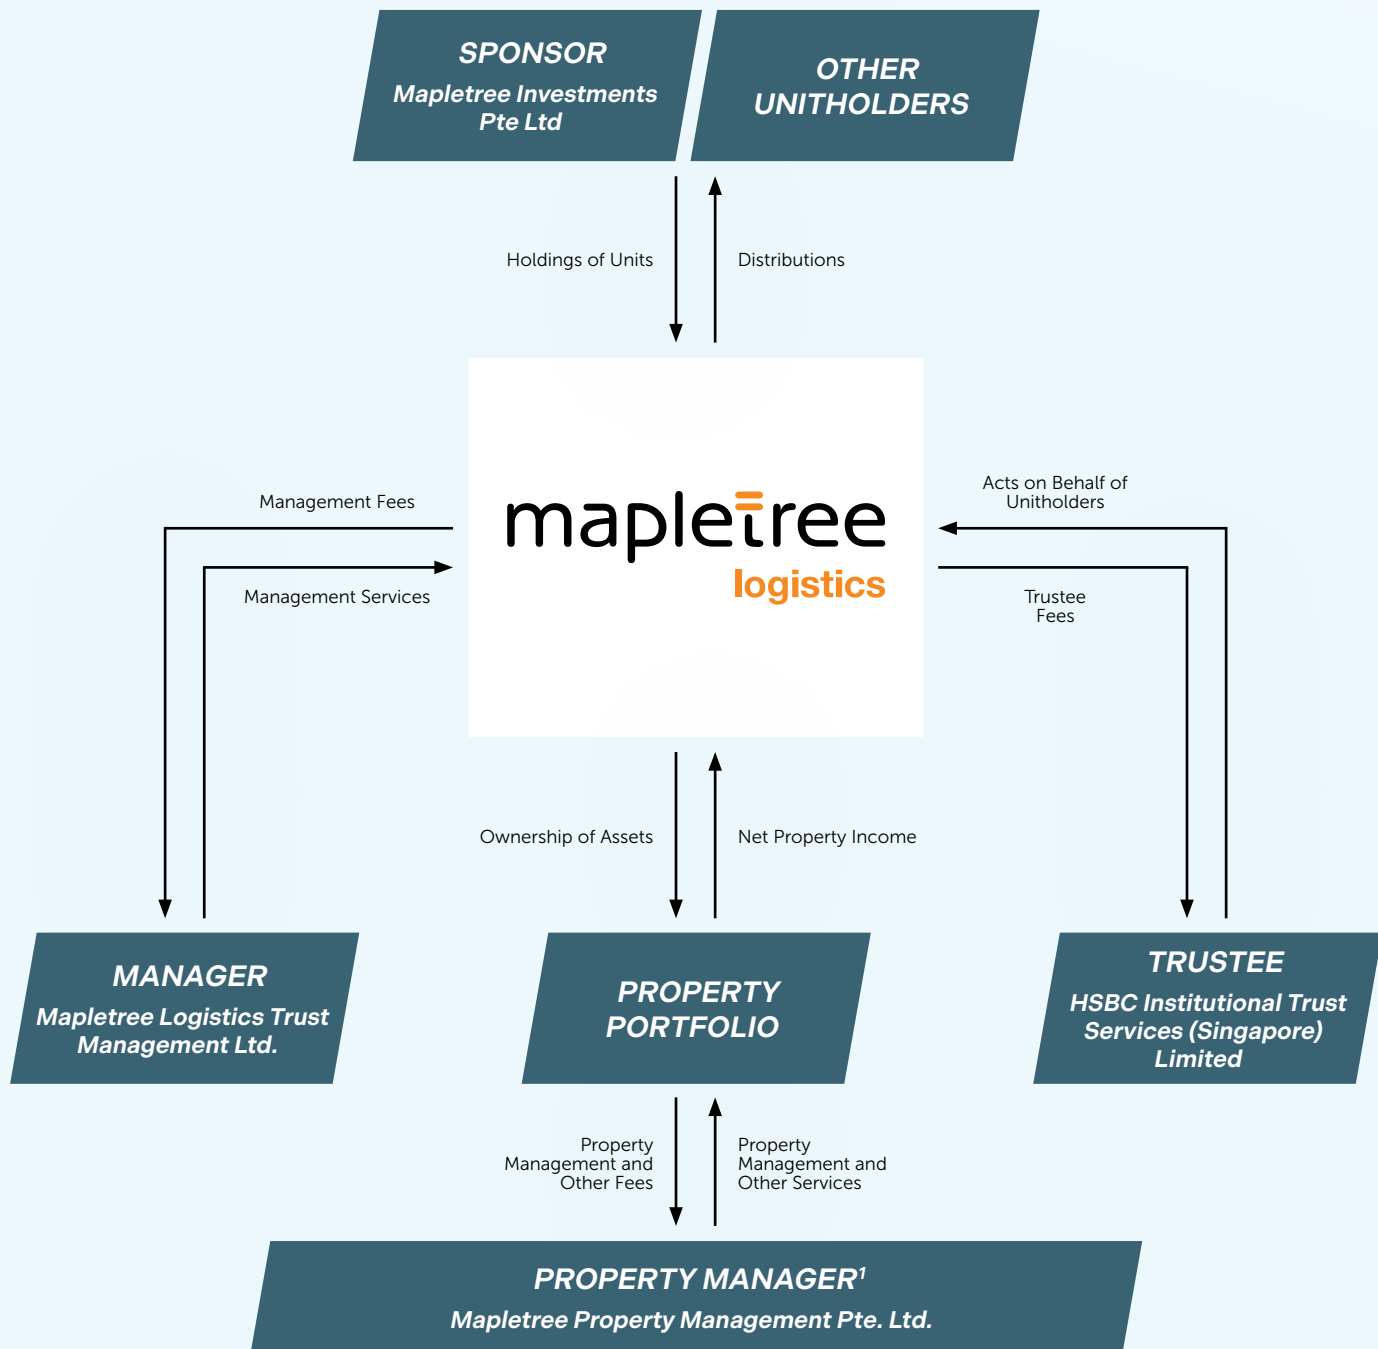 SPONSOR
Mapletree Investments
Pte Ltd
OTHER
UNITHOLDERS
Holdings of Units
Distributions
mapletree
logistics
Management Fees
Management Services
Acts on Behalf of
Unitholders
Trustee
Fees
Ownership of Assets
Net Property Income
MANAGER
Mapletree Logistics Trust
Management Ltd.
PROPERTY
PORTFOLIO
TRUSTEE
HSBC Institutional Trust
Services (Singapore)
Limited
Property
Management and
Other Fees
Property
Management and
Other Services
PROPERTY MANAGER¹
Mapletree Property Management Pte. Ltd.